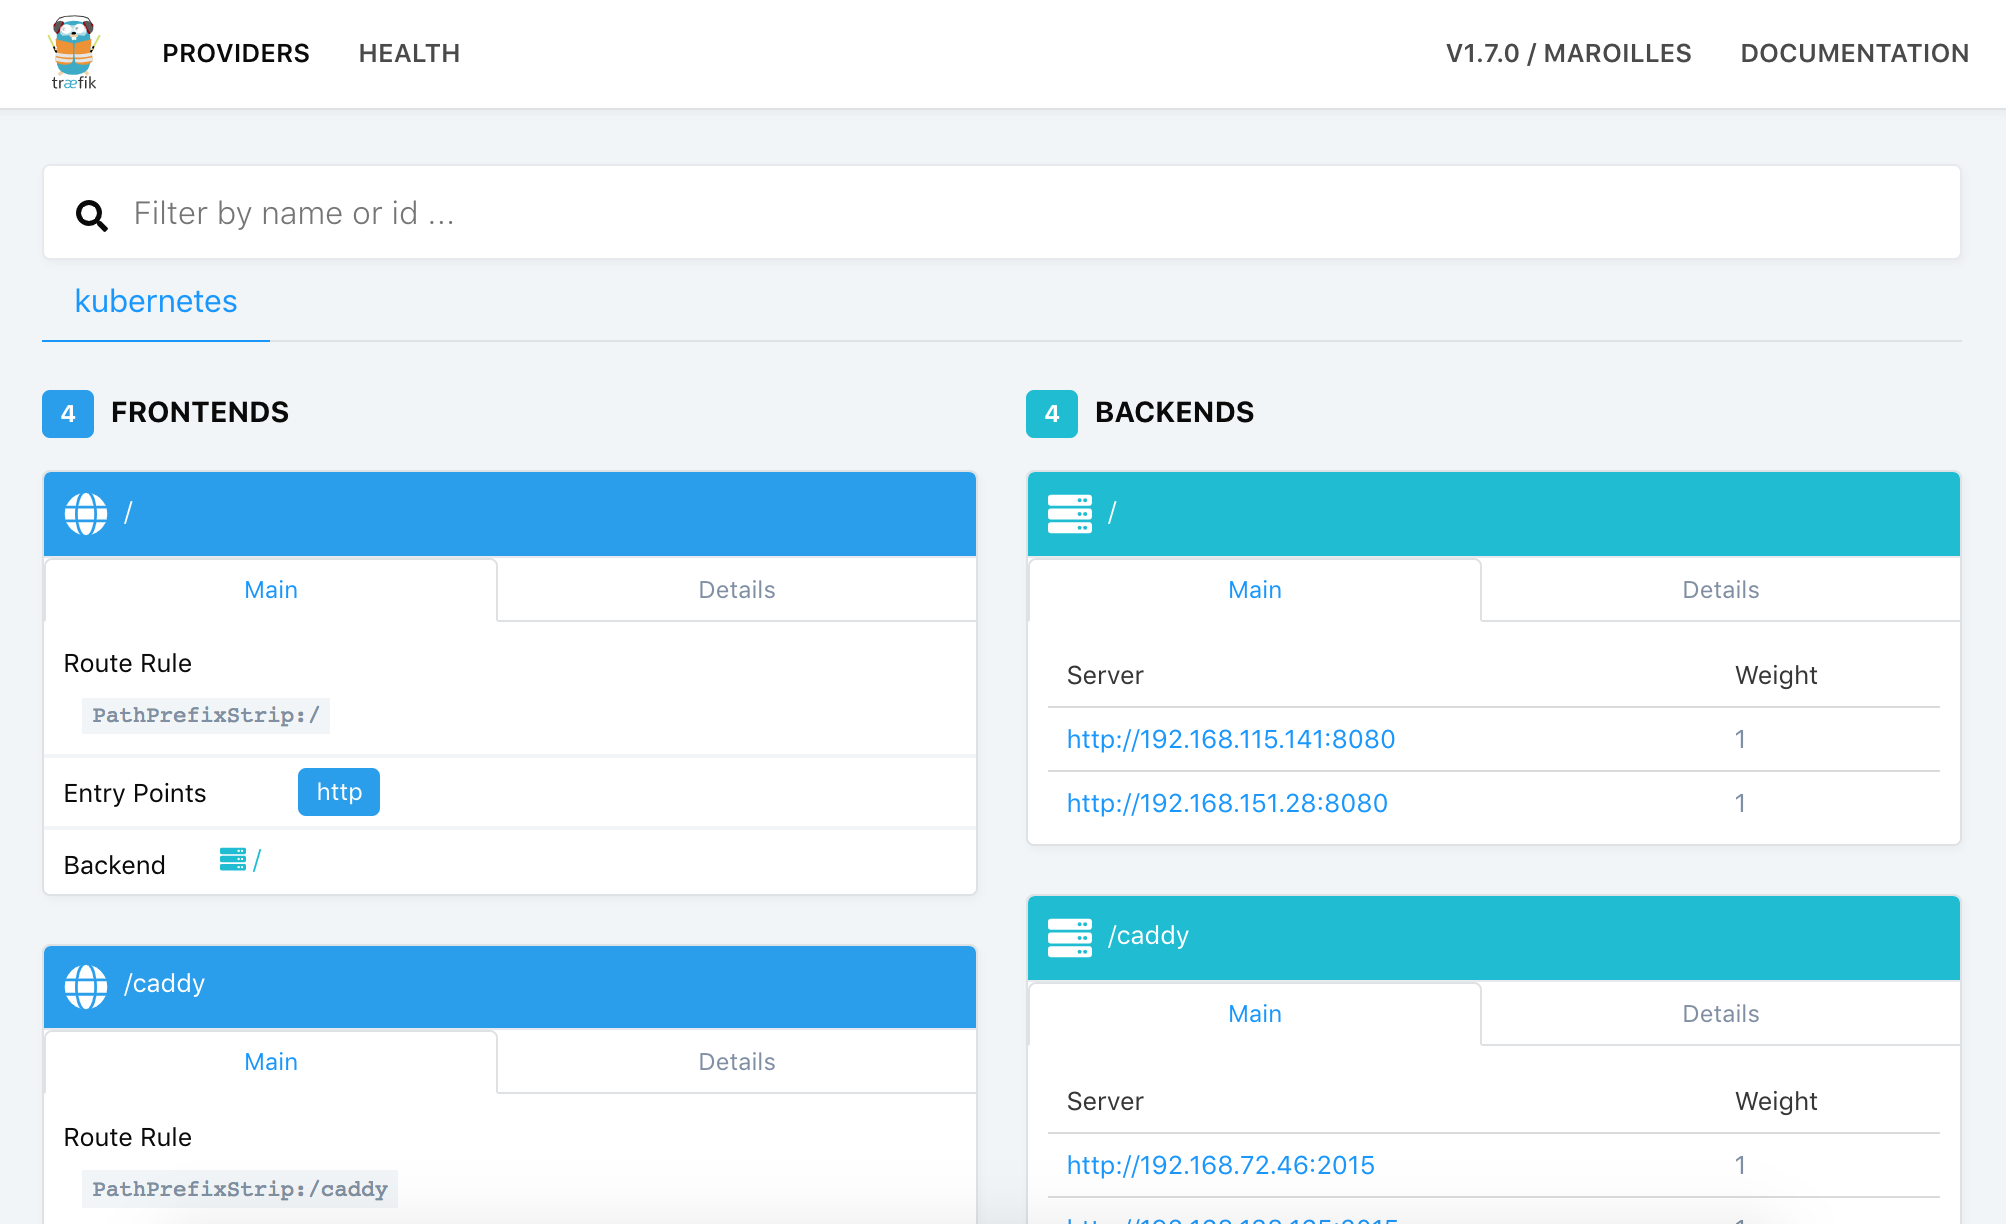 træfik
PROVIDERS HEALTH V1.7.0 / MAROILLES DOCUMENTATION
Filter by name or id ...
kubernetes
4 FRONTENDS
/
Main Details
Route Rule
PathPrefixStrip:/
Entry Points http
Backend /
/caddy
Main Details
Route Rule
PathPrefixStrip:/caddy
4 BACKENDS
/
Main Details
Server Weight
http://192.168.115.141:8080 1
http://192.168.151.28:8080 1
/caddy
Main Details
Server Weight
http://192.168.72.46:2015 1